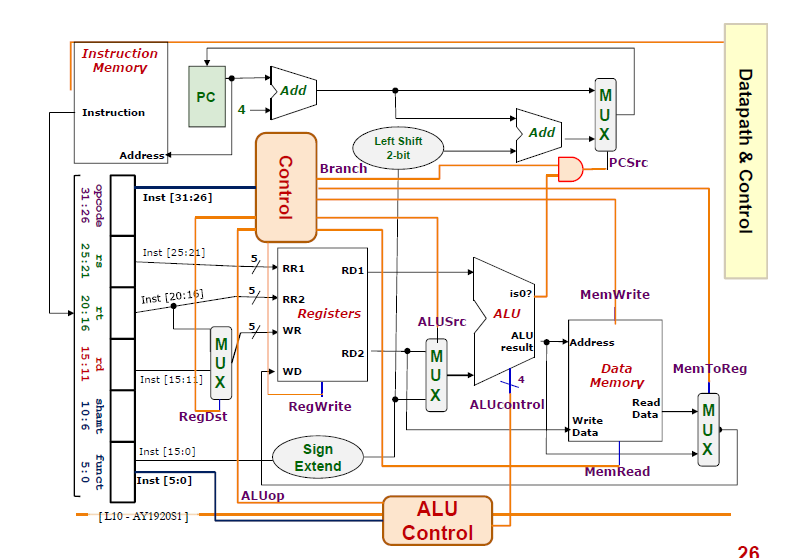 Instruction
Memory
Instruction
Address
PC
4
Add
Add
Left Shift
2-bit
M
U
X
PCSrc
Datapath & Control
Control
Branch
opcode
31:26
Inst [31:26]
rs
25:21
Inst [25:21]
5
rt
20:16
Inst [20:16]
5
rd
15:11
Inst [15:11]
5
shamt
10:6
funct
5:0
Inst [15:0]
Inst [5:0]
M
U
X
RegDst
RR1
RR2
WR
WD
Registers
RD1
RD2
RegWrite
Sign
Extend
ALUSrc
M
U
X
is0?
ALU
ALU
result
4
ALUcontrol
MemWrite
Address
Data
Memory
Read
Data
Write
Data
MemRead
MemToReg
M
U
X
ALUop
ALU
Control
[ L10 - AY1920S1 ]
26